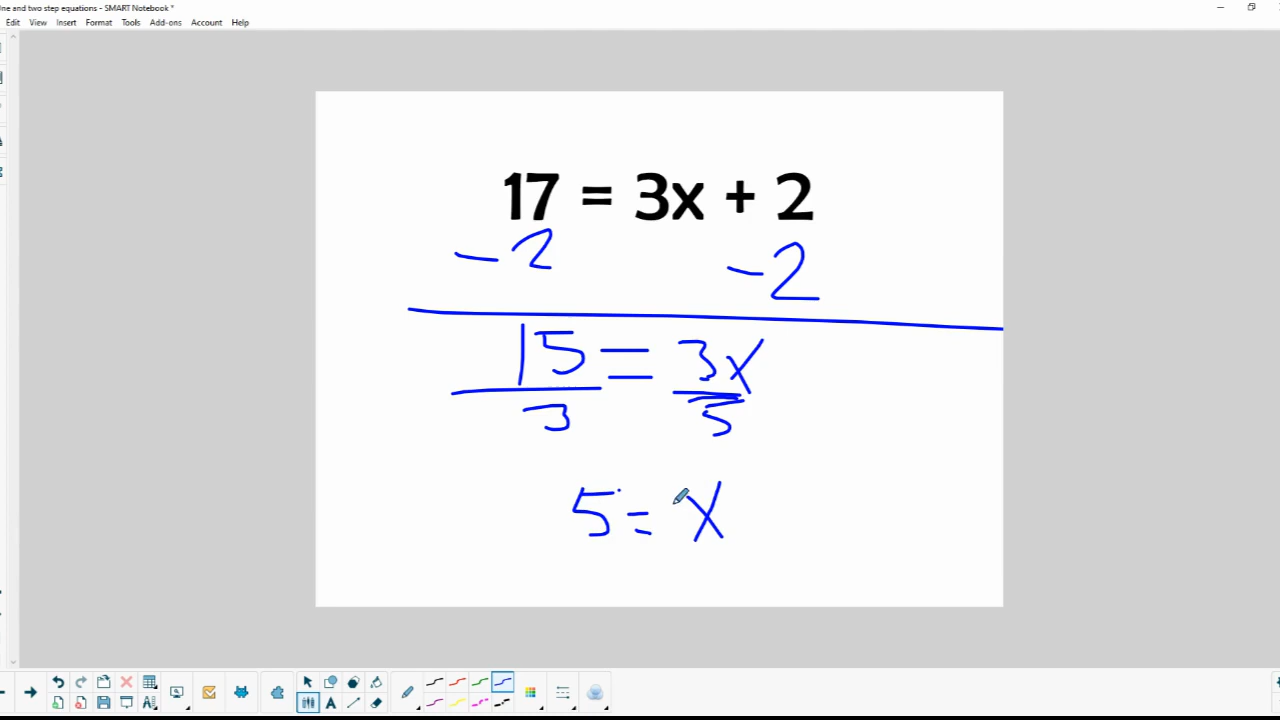 One and two step equations - SMART Notebook *
Edit View Insert Format Tools Add-ons Account Help
17 = 3x + 2
-2 -2
15 = 3x
3 3
5 = x